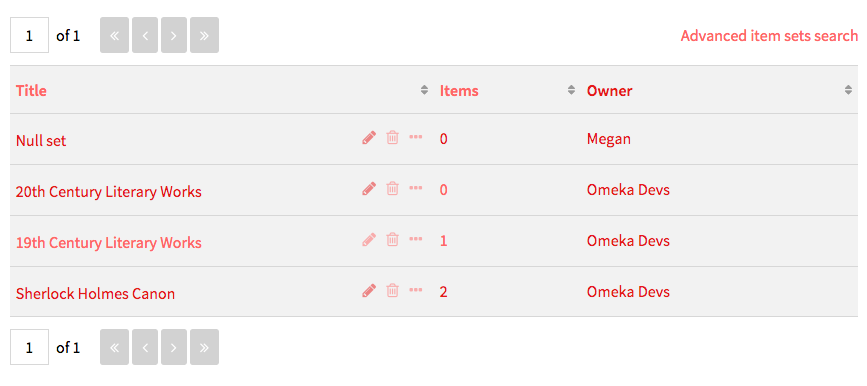 1 of 1 « ‹ › » Advanced item sets search
Title Items Owner
Null set 0 Megan
20th Century Literary Works 0 Omeka Devs
19th Century Literary Works 1 Omeka Devs
Sherlock Holmes Canon 2 Omeka Devs
1 of 1 « ‹ › »